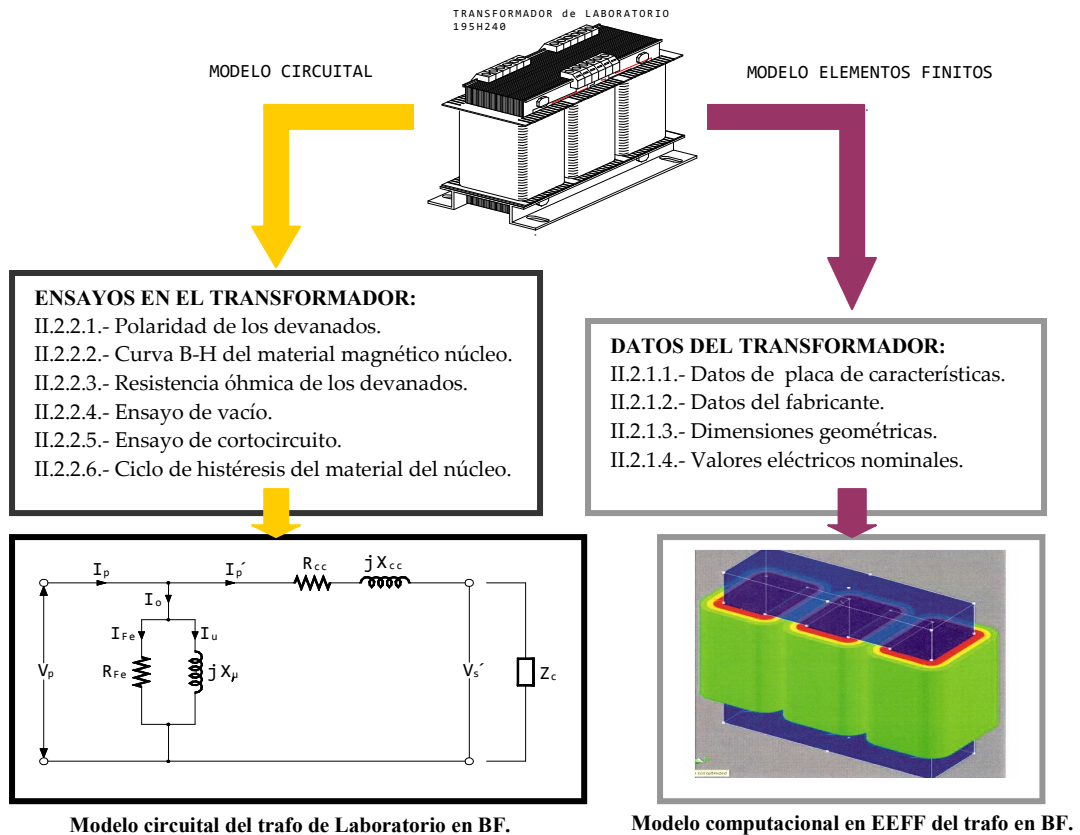 TRANSFORMADOR de LABORATORIO
195H240
MODELO CIRCUITAL
MODELO ELEMENTOS FINITOS
ENSAYOS EN EL TRANSFORMADOR:
II.2.2.1.- Polaridad de los devanados.
II.2.2.2.- Curva B-H del material magnético núcleo.
II.2.2.3.- Resistencia óhmica de los devanados.
II.2.2.4.- Ensayo de vacío.
II.2.2.5.- Ensayo de cortocircuito.
II.2.2.6.- Ciclo de histéresis del material del núcleo.
DATOS DEL TRANSFORMADOR:
II.2.1.1.- Datos de placa de características.
II.2.1.2.- Datos del fabricante.
II.2.1.3.- Dimensiones geométricas.
II.2.1.4.- Valores eléctricos nominales.
Ip
Ip´
Rcc
jXcc
Io
IFe
Iu
Vp
RFe
jXμ
Vs´
Zc
Modelo circuital del trafo de Laboratorio en BF.
Modelo computacional en EEFF del trafo en BF.